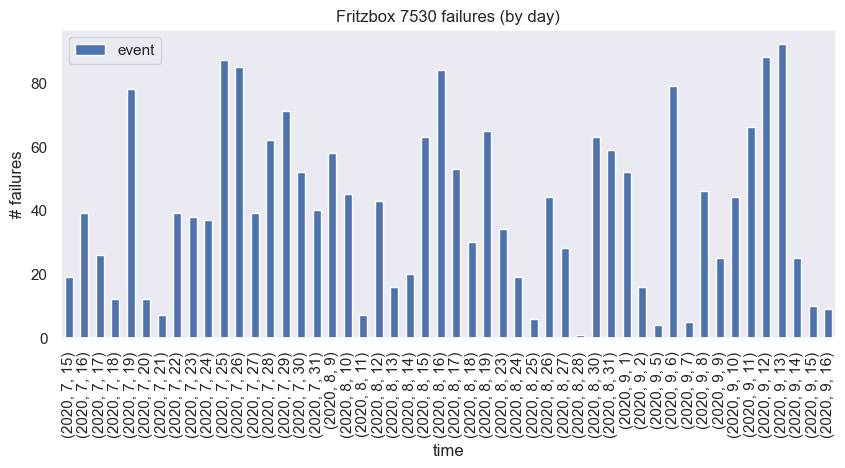 Fritzbox 7530 failures (by day)
event
# failures
80
60
40
20
0
(2020, 7, 15)
(2020, 7, 16)
(2020, 7, 17)
(2020, 7, 18)
(2020, 7, 19)
(2020, 7, 20)
(2020, 7, 21)
(2020, 7, 22)
(2020, 7, 23)
(2020, 7, 24)
(2020, 7, 25)
(2020, 7, 26)
(2020, 7, 27)
(2020, 7, 28)
(2020, 7, 29)
(2020, 7, 30)
(2020, 7, 31)
(2020, 8, 9)
(2020, 8, 10)
(2020, 8, 11)
(2020, 8, 12)
(2020, 8, 13)
(2020, 8, 14)
(2020, 8, 15)
(2020, 8, 16)
(2020, 8, 17)
(2020, 8, 18)
(2020, 8, 19)
(2020, 8, 23)
(2020, 8, 24)
(2020, 8, 25)
(2020, 8, 26)
(2020, 8, 27)
(2020, 8, 28)
(2020, 8, 30)
(2020, 8, 31)
(2020, 9, 1)
(2020, 9, 2)
(2020, 9, 5)
(2020, 9, 6)
(2020, 9, 7)
(2020, 9, 8)
(2020, 9, 9)
(2020, 9, 10)
(2020, 9, 11)
(2020, 9, 12)
(2020, 9, 13)
(2020, 9, 14)
(2020, 9, 15)
(2020, 9, 16)
time